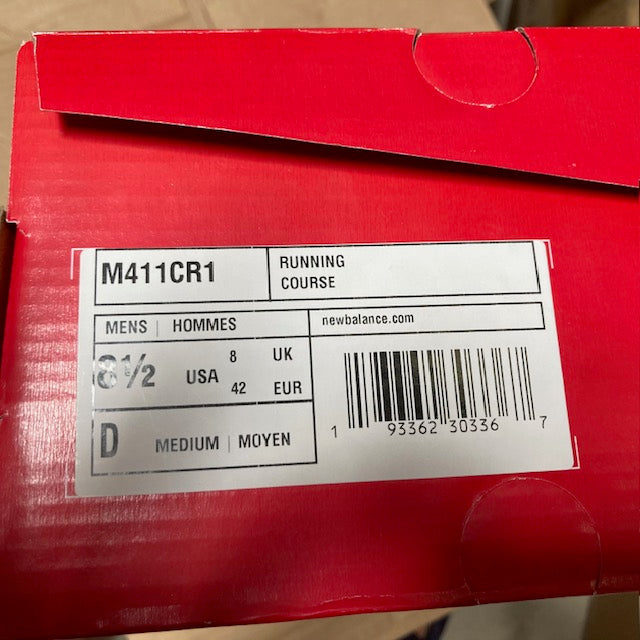 M411CR1
RUNNING
COURSE
MENS | HOMMES
newbalance.com
8½ USA
8 UK
42 EUR
D MEDIUM | MOYEN
1 93362 30336 7